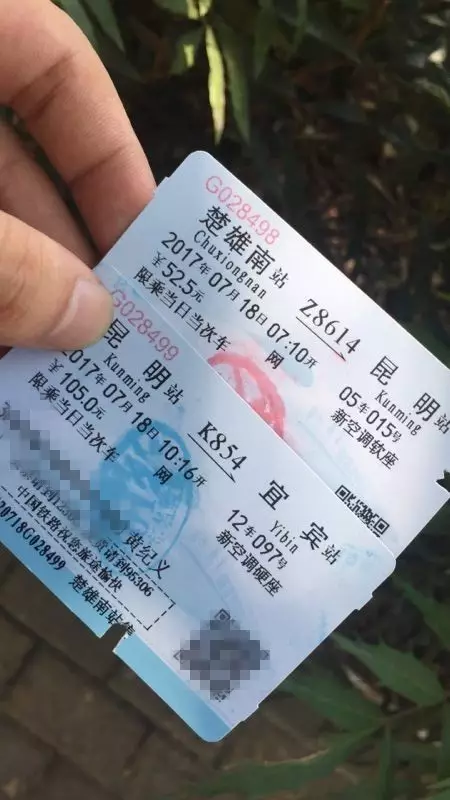 G028498
楚雄南站 Z8614 昆明站
Chuxiongnan Kunming
2017年07月18日07:10开 05车015号
￥52.5元 网 新空调软座
限乘当日当次车
G028499
昆明站 K854 宜宾站
Kunming Yibin
2017年07月18日10:16开 12车097号
￥105.0元 网 新空调硬座
限乘当日当次车
黄纪义
95306
中国铁路祝您旅途愉快
0718G028499 楚雄南站